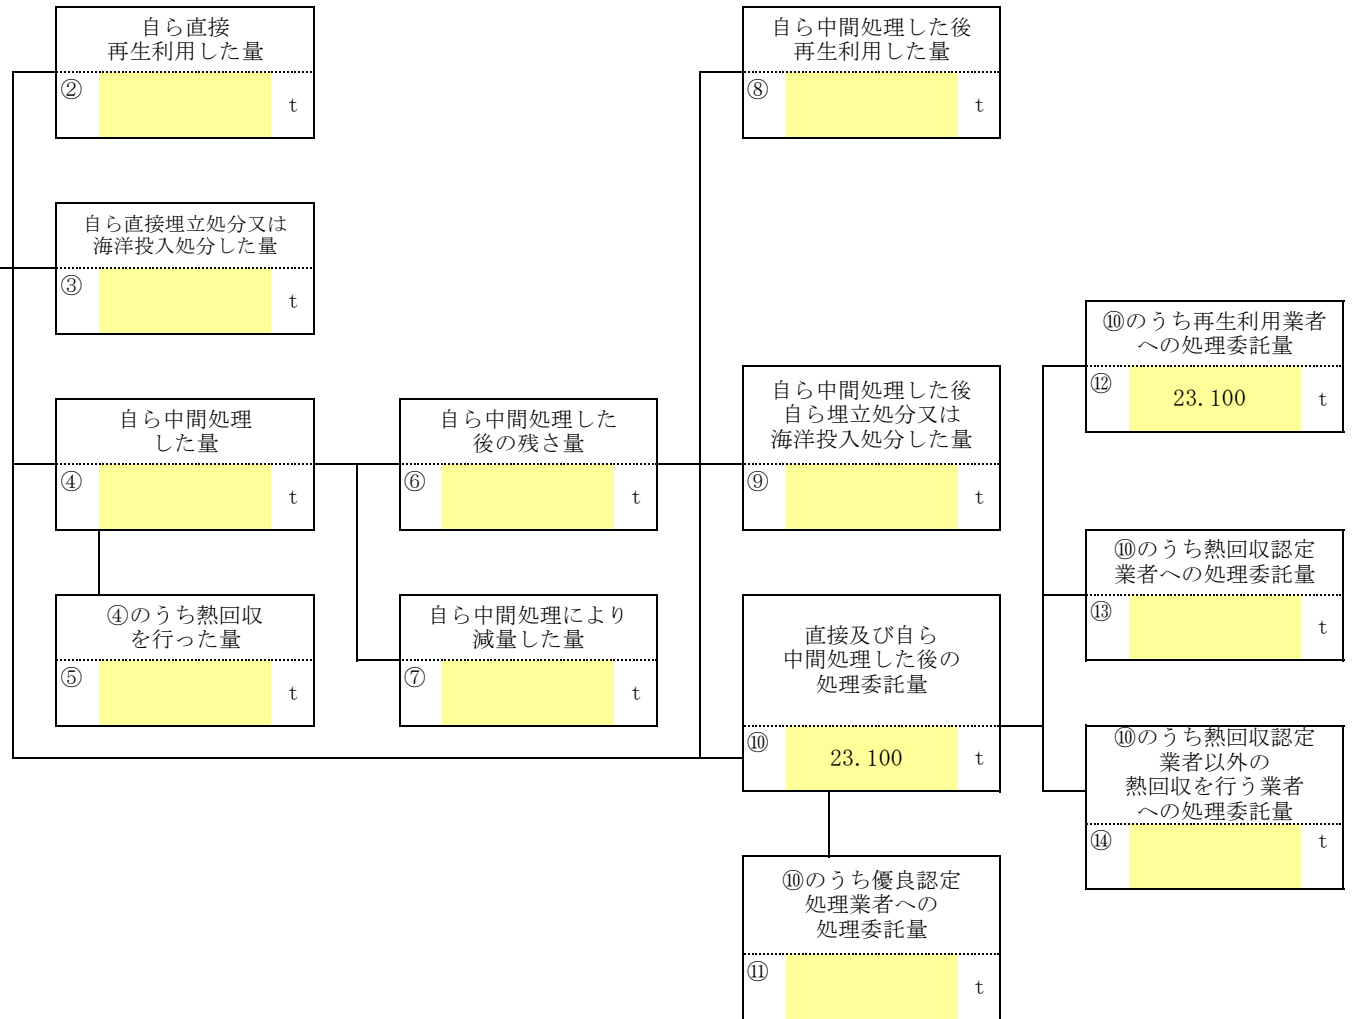 自ら直接
再生利用した量
②
t
自ら中間処理した後
再生利用した量
⑧
t
自ら直接埋立処分又は
海洋投入処分した量
③
t
⑩のうち再生利用業者
への処理委託量
⑫
23.100
t
自ら中間処理
した量
④
t
自ら中間処理した
後の残さ量
⑥
t
自ら中間処理した後
自ら埋立処分又は
海洋投入処分した量
⑨
t
⑩のうち熱回収認定
業者への処理委託量
⑬
t
④のうち熱回収
を行った量
⑤
t
自ら中間処理により
減量した量
⑦
t
直接及び自ら
中間処理した後の
処理委託量
⑩
23.100
t
⑩のうち熱回収認定
業者以外の
熱回収を行う業者
への処理委託量
⑭
t
⑩のうち優良認定
処理業者への
処理委託量
⑪
t